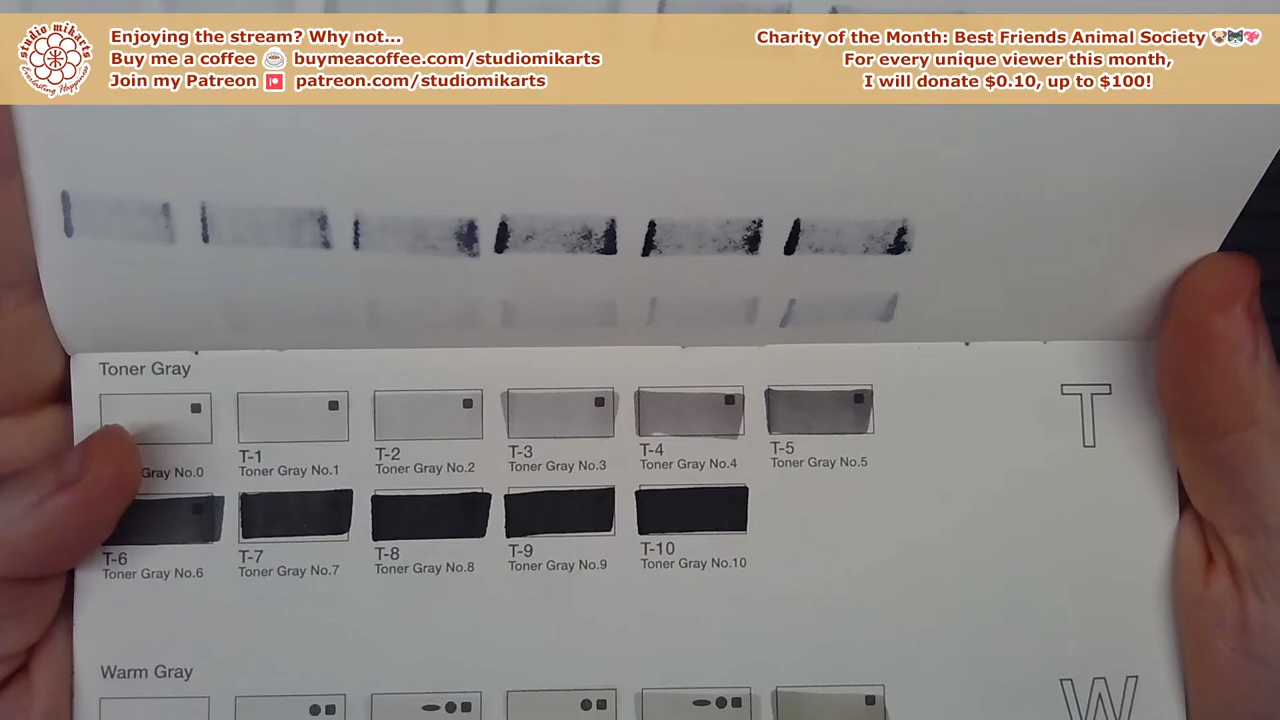 studio mikarts
Everlasting Happiness
Enjoying the stream? Why not...
Buy me a coffee buymeacoffee.com/studiomikarts
Join my Patreon patreon.com/studiomikarts
Charity of the Month: Best Friends Animal Society
For every unique viewer this month,
I will donate $0.10, up to $100!
Toner Gray
T
Gray No.0
T-1
Toner Gray No.1
T-2
Toner Gray No.2
T-3
Toner Gray No.3
T-4
Toner Gray No.4
T-5
Toner Gray No.5
T-6
Toner Gray No.6
T-7
Toner Gray No.7
T-8
Toner Gray No.8
T-9
Toner Gray No.9
T-10
Toner Gray No.10
Warm Gray
W